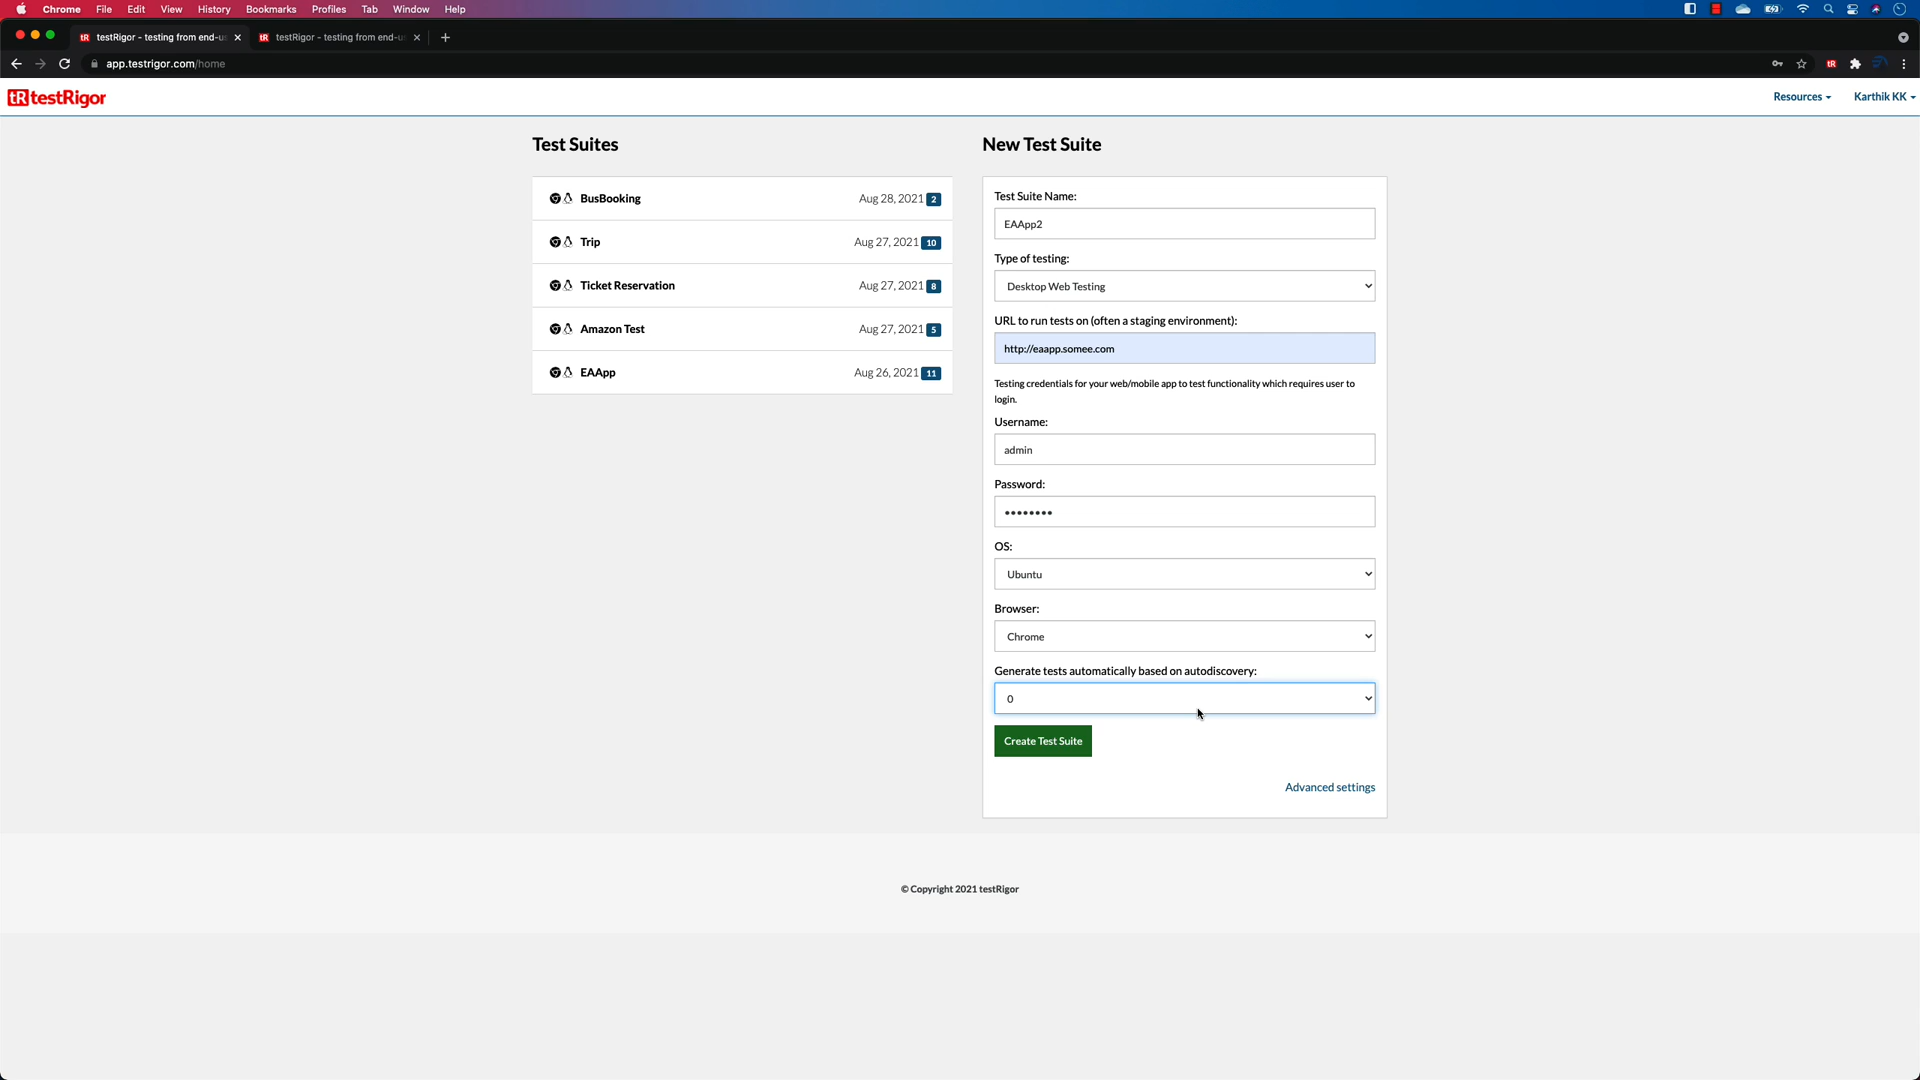 Chrome File Edit View History Bookmarks Profiles Tab Window Help
tR testRigor - testing from end-u
tR testRigor - testing from end-u
app.testrigor.com/home
tR
tR testRigor
Resources
Karthik KK
Test Suites
BusBooking Aug 28, 2021 2
Trip Aug 27, 2021 10
Ticket Reservation Aug 27, 2021 8
Amazon Test Aug 27, 2021 5
EAApp Aug 26, 2021 11
New Test Suite
Test Suite Name:
EAApp2
Type of testing:
Desktop Web Testing
URL to run tests on (often a staging environment):
http://eaapp.somee.com
Testing credentials for your web/mobile app to test functionality which requires user to
login.
Username:
admin
Password:
••••••••
OS:
Ubuntu
Browser:
Chrome
Generate tests automatically based on autodiscovery:
0
Create Test Suite
Advanced settings
© Copyright 2021 testRigor